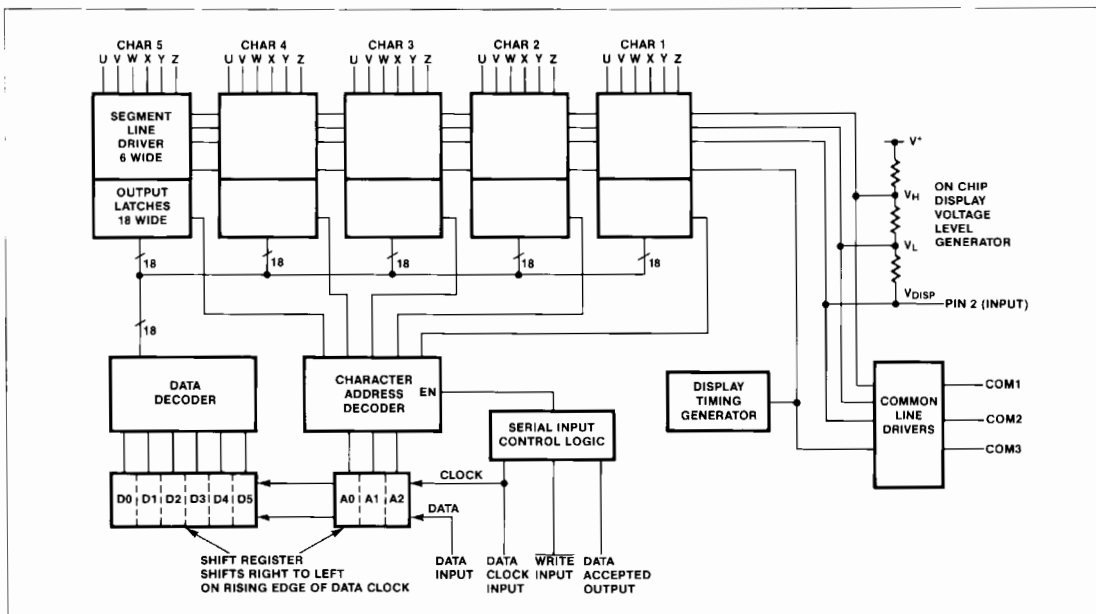 CHAR 5 CHAR 4 CHAR 3 CHAR 2 CHAR 1
U V W X Y Z U V W X Y Z U V W X Y Z U V W X Y Z U V W X Y Z
SEGMENT
LINE
DRIVER
6 WIDE
OUTPUT
LATCHES
18 WIDE
V+
VH
VL
VDISP
ON CHIP
DISPLAY
VOLTAGE
LEVEL
GENERATOR
PIN 2 (INPUT)
18 18 18 18 18
18
DATA
DECODER
CHARACTER
ADDRESS
DECODER
EN
SERIAL INPUT
CONTROL LOGIC
DISPLAY
TIMING
GENERATOR
COMMON
LINE
DRIVERS
COM1
COM2
COM3
D0 D1 D2 D3 D4 D5
A0 A1 A2
CLOCK
DATA
SHIFT REGISTER
SHIFTS RIGHT TO LEFT
ON RISING EDGE OF DATA CLOCK
DATA
INPUT
DATA
CLOCK
INPUT
WRITE
INPUT
DATA
ACCEPTED
OUTPUT